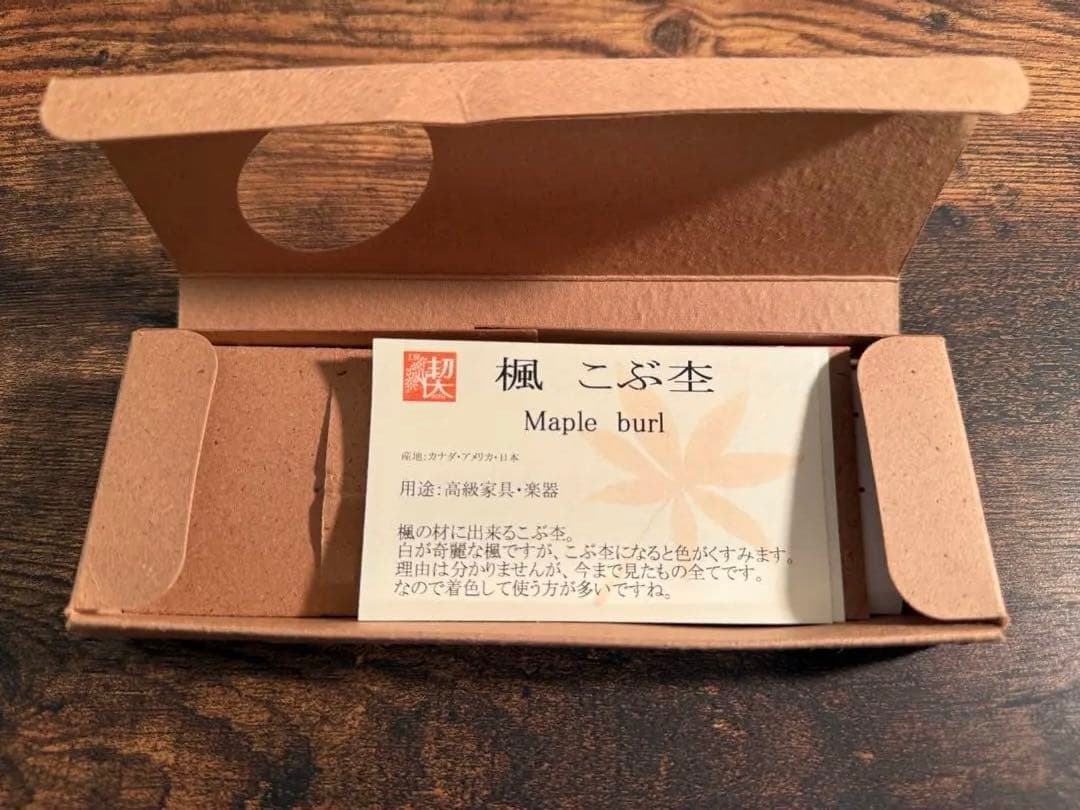 工房
楔
楓 こぶ杢
Maple burl
産地:カナダ・アメリカ・日本
用途:高級家具・楽器
楓の材に出来るこぶ杢。
白が奇麗な楓ですが、こぶ杢になると色がくすみます。
理由は分かりませんが、今まで見たもの全てです。
なので着色して使う方が多いですね。